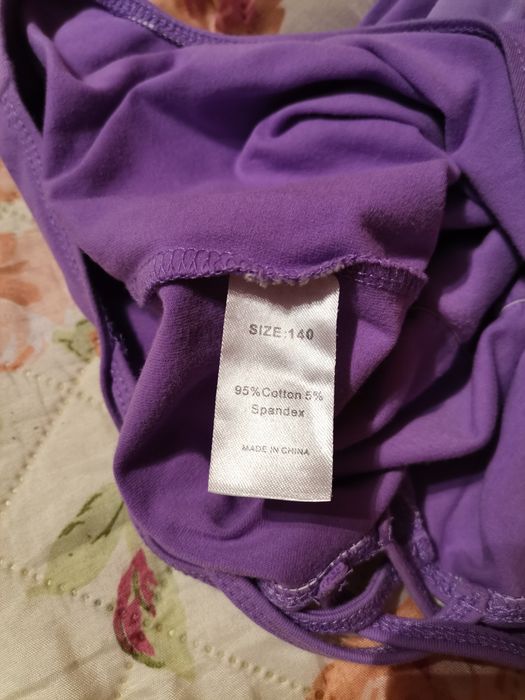 SIZE:140
95%Cotton 5%
Spandex
MADE IN CHINA